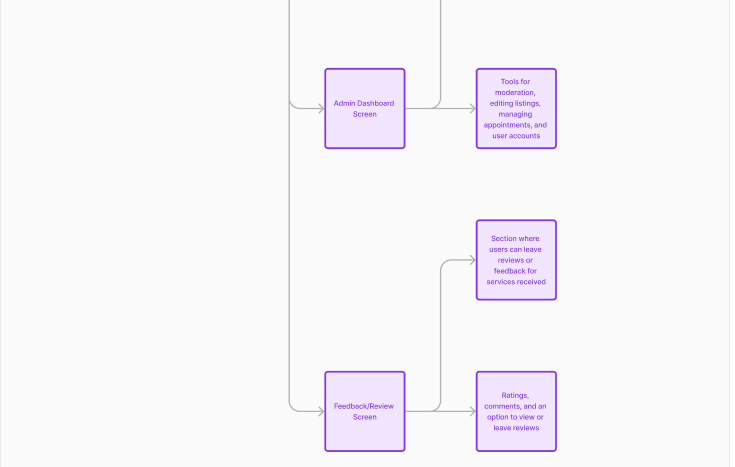 Admin Dashboard
Screen
Tools for
moderation,
editing listings,
managing
appointments, and
user accounts
Section where
users can leave
reviews or
feedback for
services received
Feedback/Review
Screen
Ratings,
comments, and an
option to view or
leave reviews